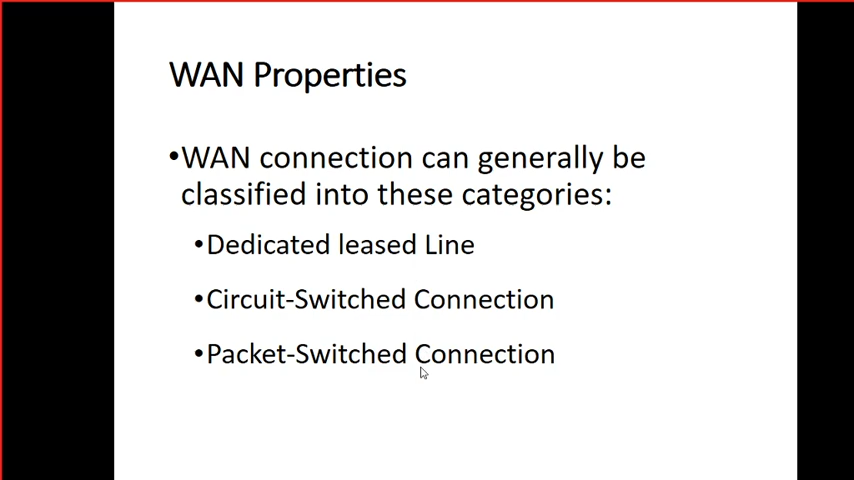 WAN Properties
•WAN connection can generally be
classified into these categories:
•Dedicated leased Line
•Circuit-Switched Connection
•Packet-Switched Connection